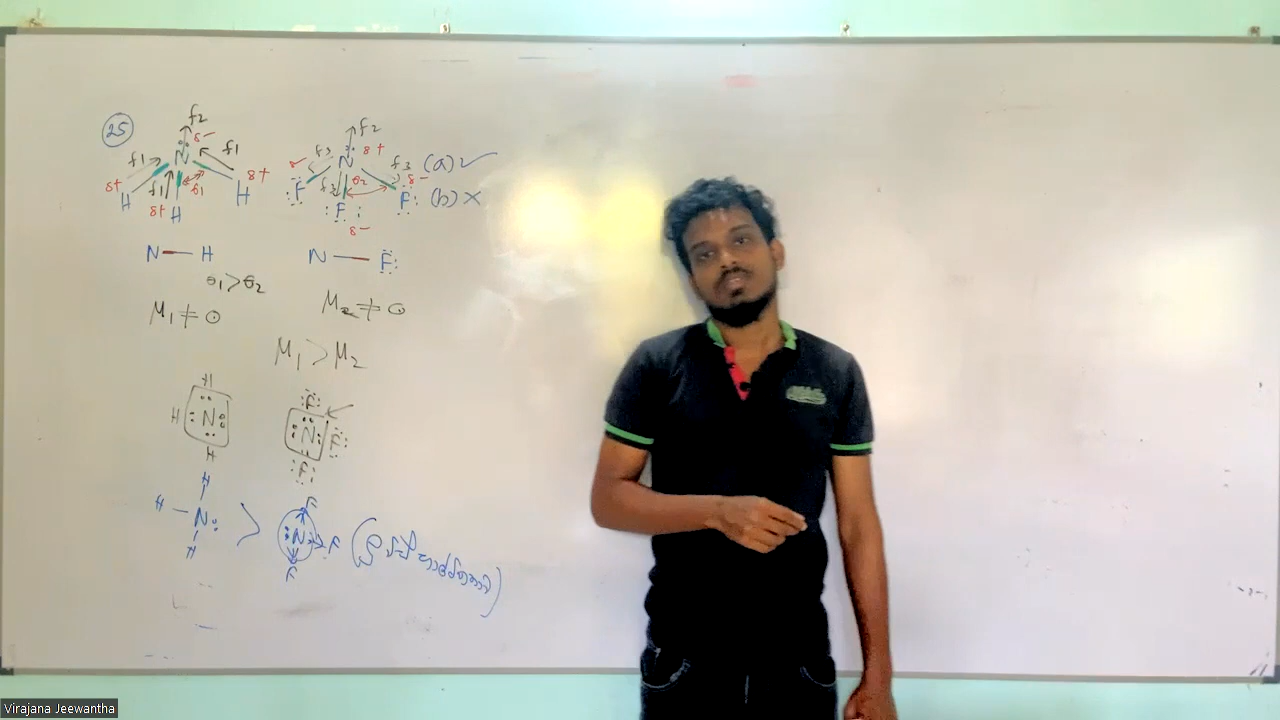 25
f2
δ-
N
f1 f1 f1
δ+ δ+ δ+
θ1
H H H
f2
N δ+
f3 f3 f3
δ- δ- δ-
θ2
F F F
(a) ✓
(b) ×
N — H
N — F
θ1 > θ2
M1 ≠ 0
M2 ≠ 0
M1 > M2
H
H N
H
F
N F
F
H
H — N
H
>
N
Virajana Jeewantha